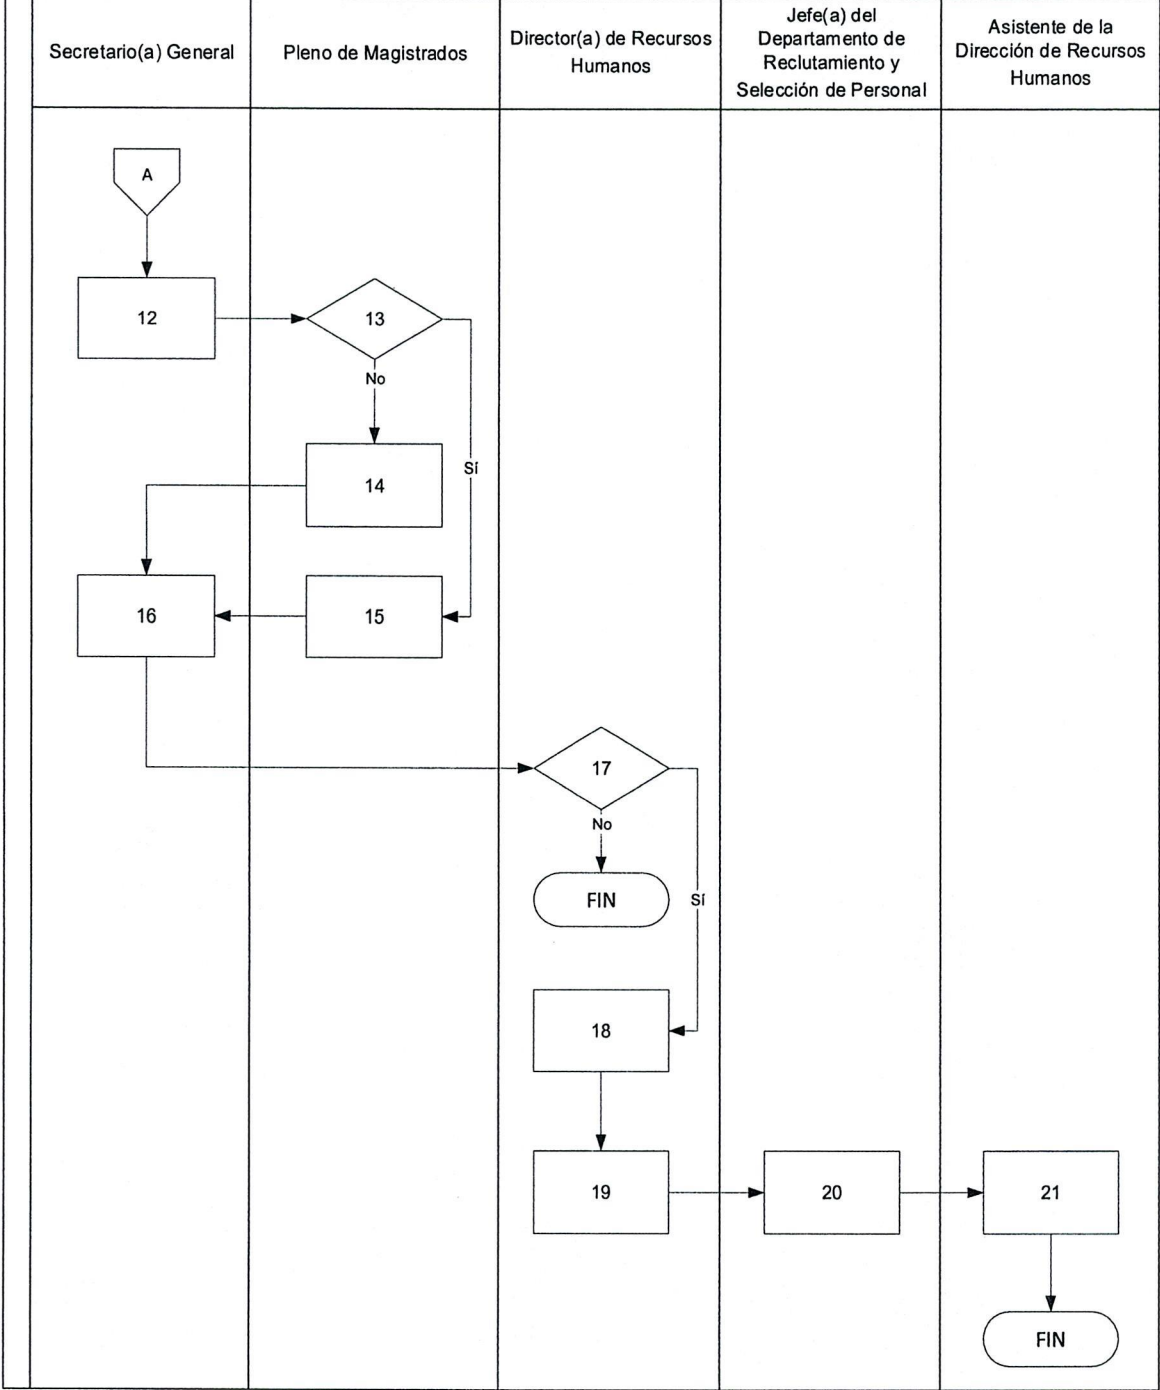 Secretario(a) General
Pleno de Magistrados
Director(a) de Recursos
Humanos
Jefe(a) del
Departamento de
Reclutamiento y
Selección de Personal
Asistente de la
Dirección de Recursos
Humanos
A
12
13
No
Sí
14
16
15
17
No
FIN
Sí
18
19
20
21
FIN